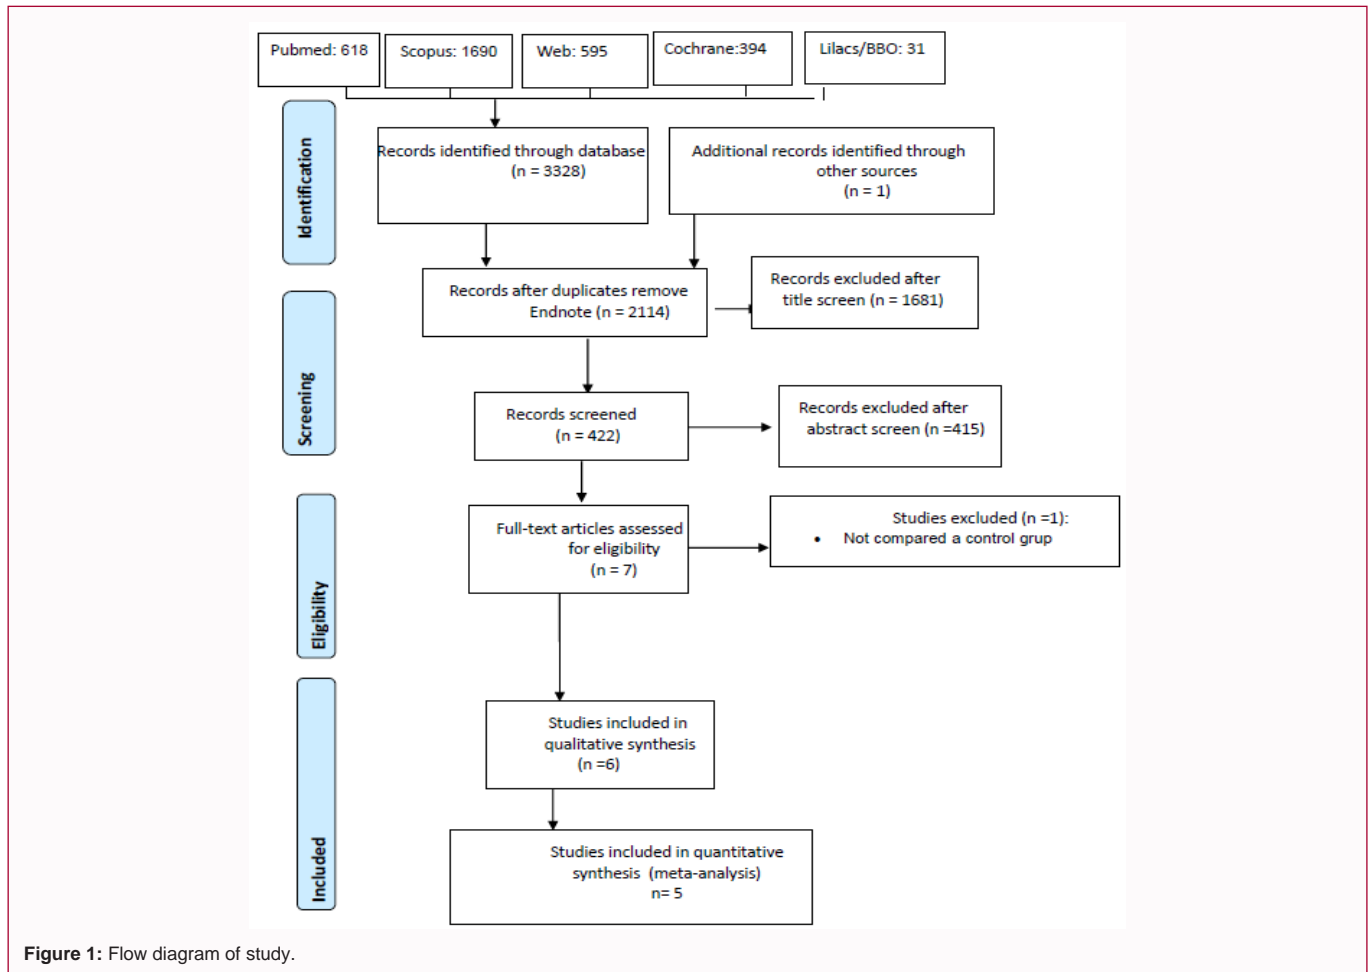 Pubmed: 618
Scopus: 1690
Web: 595
Cochrane:394
Lilacs/BBO: 31
Identification
Records identified through database
(n = 3328)
Additional records identified through
other sources
(n = 1)
Records after duplicates remove
Endnote (n = 2114)
Records excluded after
title screen (n = 1681)
Screening
Records screened
(n = 422)
Records excluded after
abstract screen (n =415)
Eligibility
Full-text articles assessed
for eligibility
(n = 7)
Studies excluded (n =1):
• Not compared a control grup
Included
Studies included in
qualitative synthesis
(n =6)
Studies included in quantitative
synthesis (meta-analysis)
n= 5
Figure 1: Flow diagram of study.